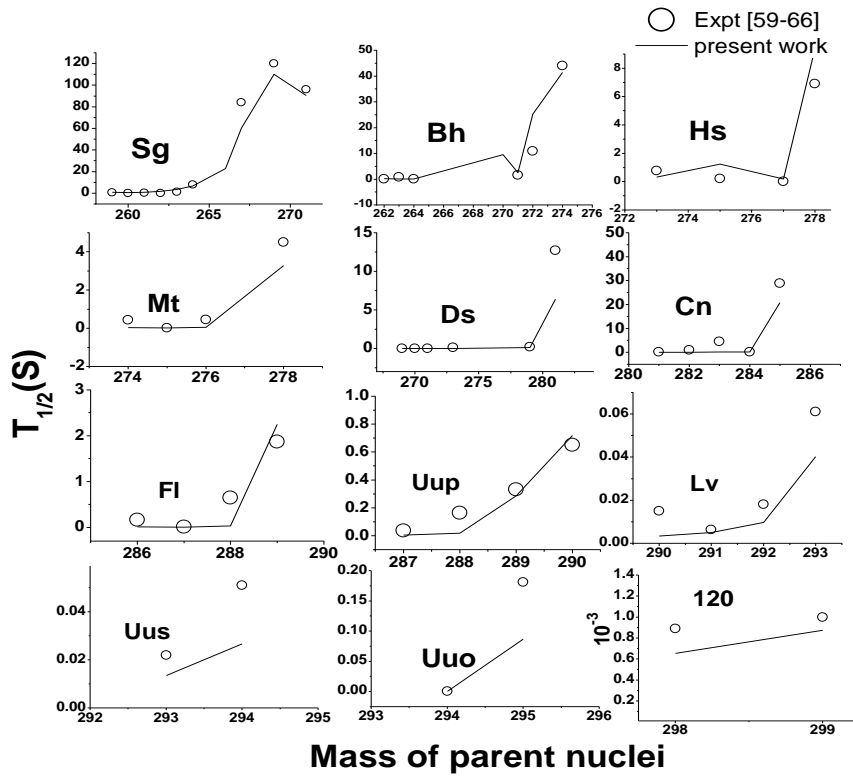 Expt [59-66]
present work
120
100
80
60
40
20
0
Sg
260 265 270
50
40
30
20
10
0
-10
Bh
262 264 266 268 270 272 274 276
8
6
4
2
0
Hs
272 274 276 278
4
2
0
-2
Mt
274 276 278
15
10
5
0
Ds
270 275 280
50
40
30
20
10
0
Cn
280 282 284 286
T1/2(S)
3
2
1
0
Fl
286 287 288 289 290
1.0
0.8
0.6
0.4
0.2
0.0
Uup
287 288 289 290
0.06
0.04
0.02
0.00
Lv
290 291 292 293
0.04
0.02
0.00
Uus
292 293 294 295
0.20
0.15
0.10
0.05
0.00
Uuo
293 294 295 296
10-3
1.4
1.2
1.0
0.8
0.6
0.4
0.2
120
298 299
Mass of parent nuclei